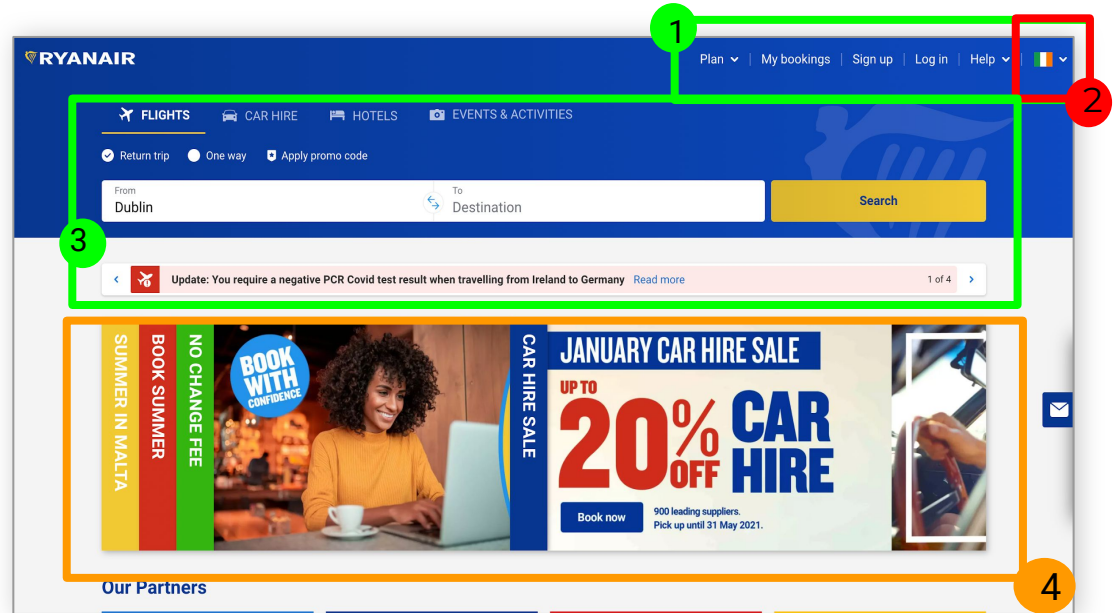 1
RYANAIR
Plan | My bookings | Sign up | Log in | Help |
2
FLIGHTS CAR HIRE HOTELS EVENTS & ACTIVITIES
Return trip One way Apply promo code
From To
Dublin Destination
Search
3
Update: You require a negative PCR Covid test result when travelling from Ireland to Germany Read more 1 of 4
SUMMER IN MALTA
BOOK SUMMER
NO CHANGE FEE
BOOK
WITH
CONFIDENCE
CAR HIRE SALE
JANUARY CAR HIRE SALE
UP TO
20% OFF
CAR
HIRE
Book now
900 leading suppliers.
Pick up until 31 May 2021.
4
Our Partners